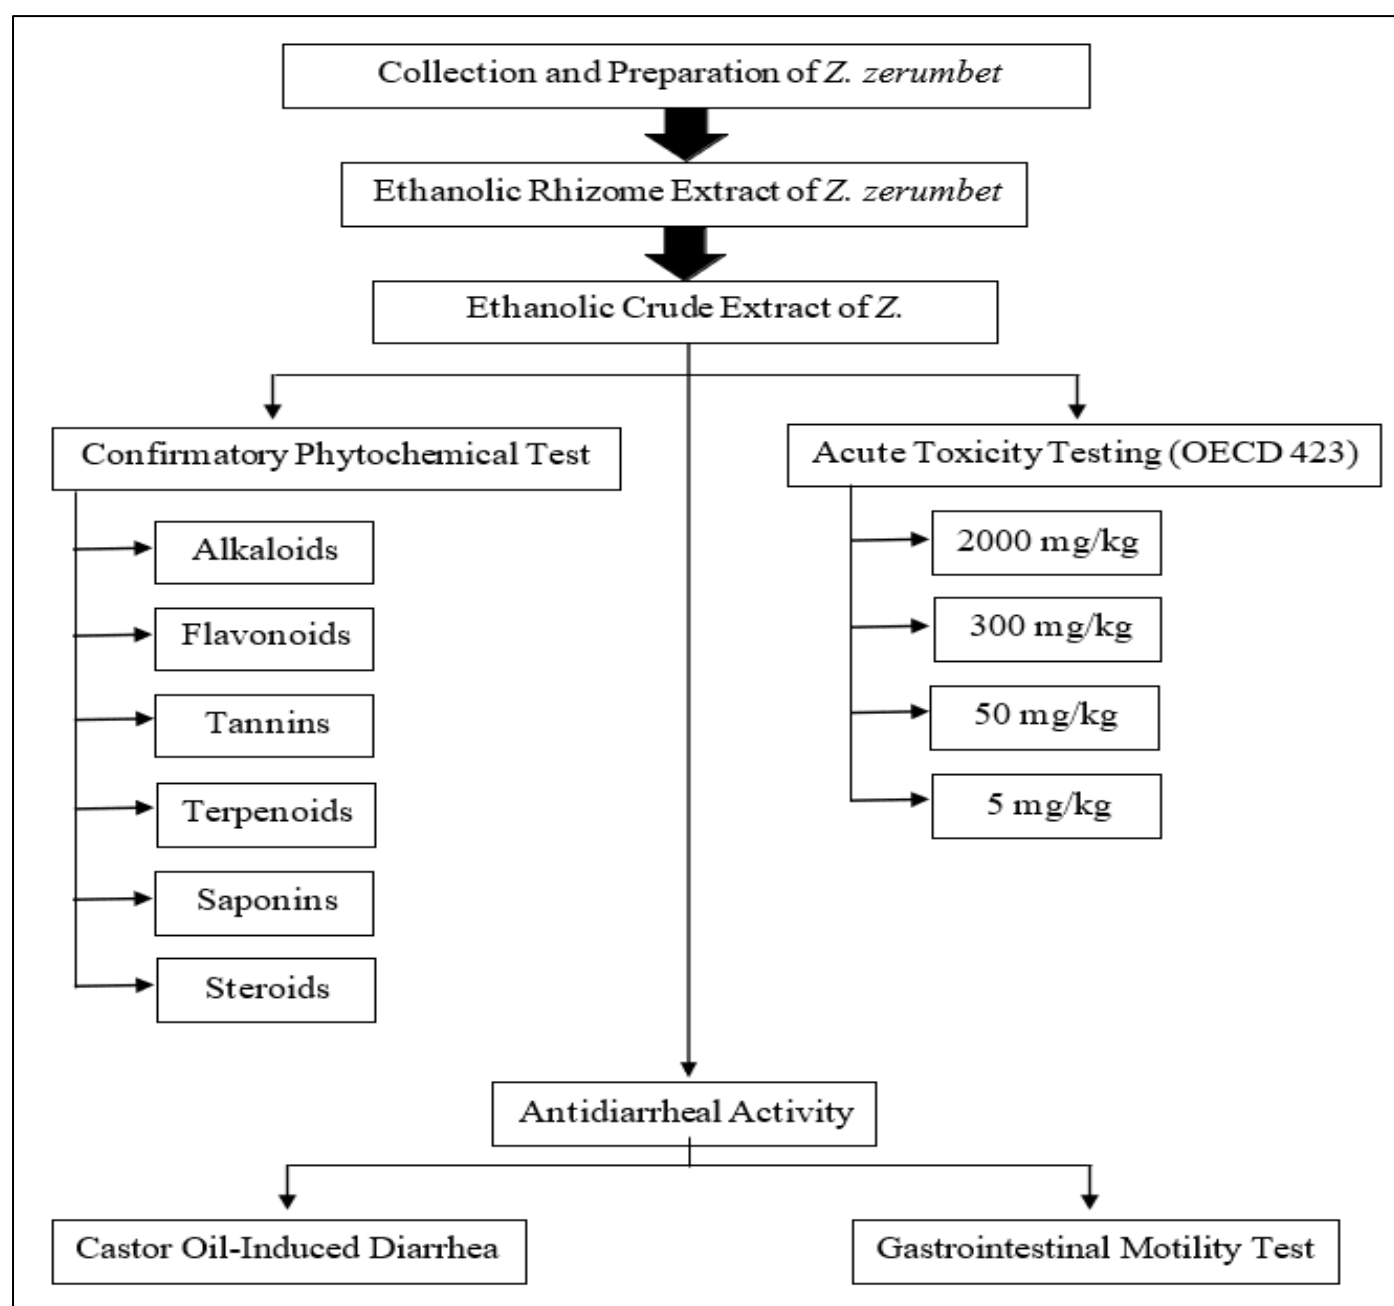 Collection and Preparation of Z. zerumbet
Ethanolic Rhizome Extract of Z. zerumbet
Ethanolic Crude Extract of Z.
Confirmatory Phytochemical Test
Alkaloids
Flavonoids
Tannins
Terpenoids
Saponins
Steroids
Acute Toxicity Testing (OECD 423)
2000 mg/kg
300 mg/kg
50 mg/kg
5 mg/kg
Antidiarrheal Activity
Castor Oil-Induced Diarrhea
Gastrointestinal Motility Test